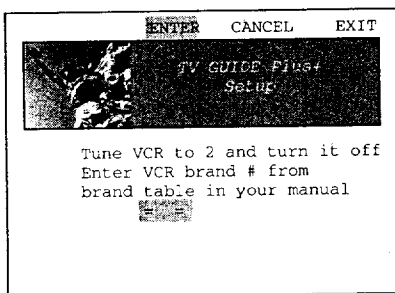 ENTER CANCEL EXIT
TV GUIDE Plus+
Setup
Tune VCR to 2 and turn it off
Enter VCR brand # from
brand table in your manual
= =